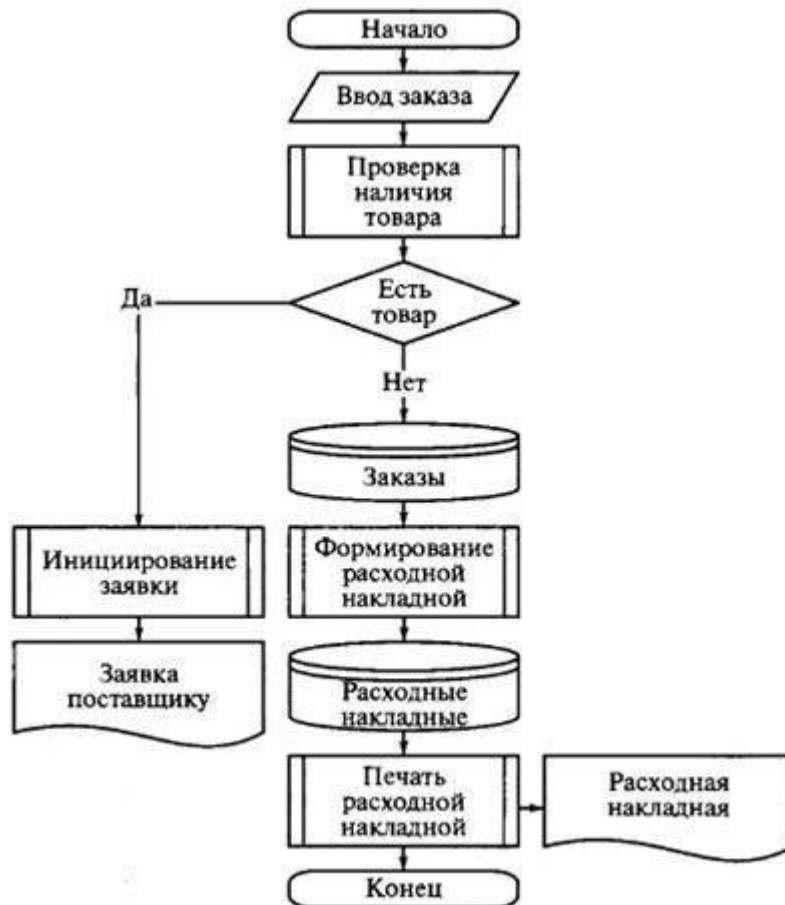 Начало
Ввод заказа
Проверка
наличия
товара
Да
Есть
товар
Нет
Заказы
Инициирование
заявки
Формирование
расходной
накладной
Заявка
поставщику
Расходные
накладные
Печать
расходной
накладной
Расходная
накладная
Конец